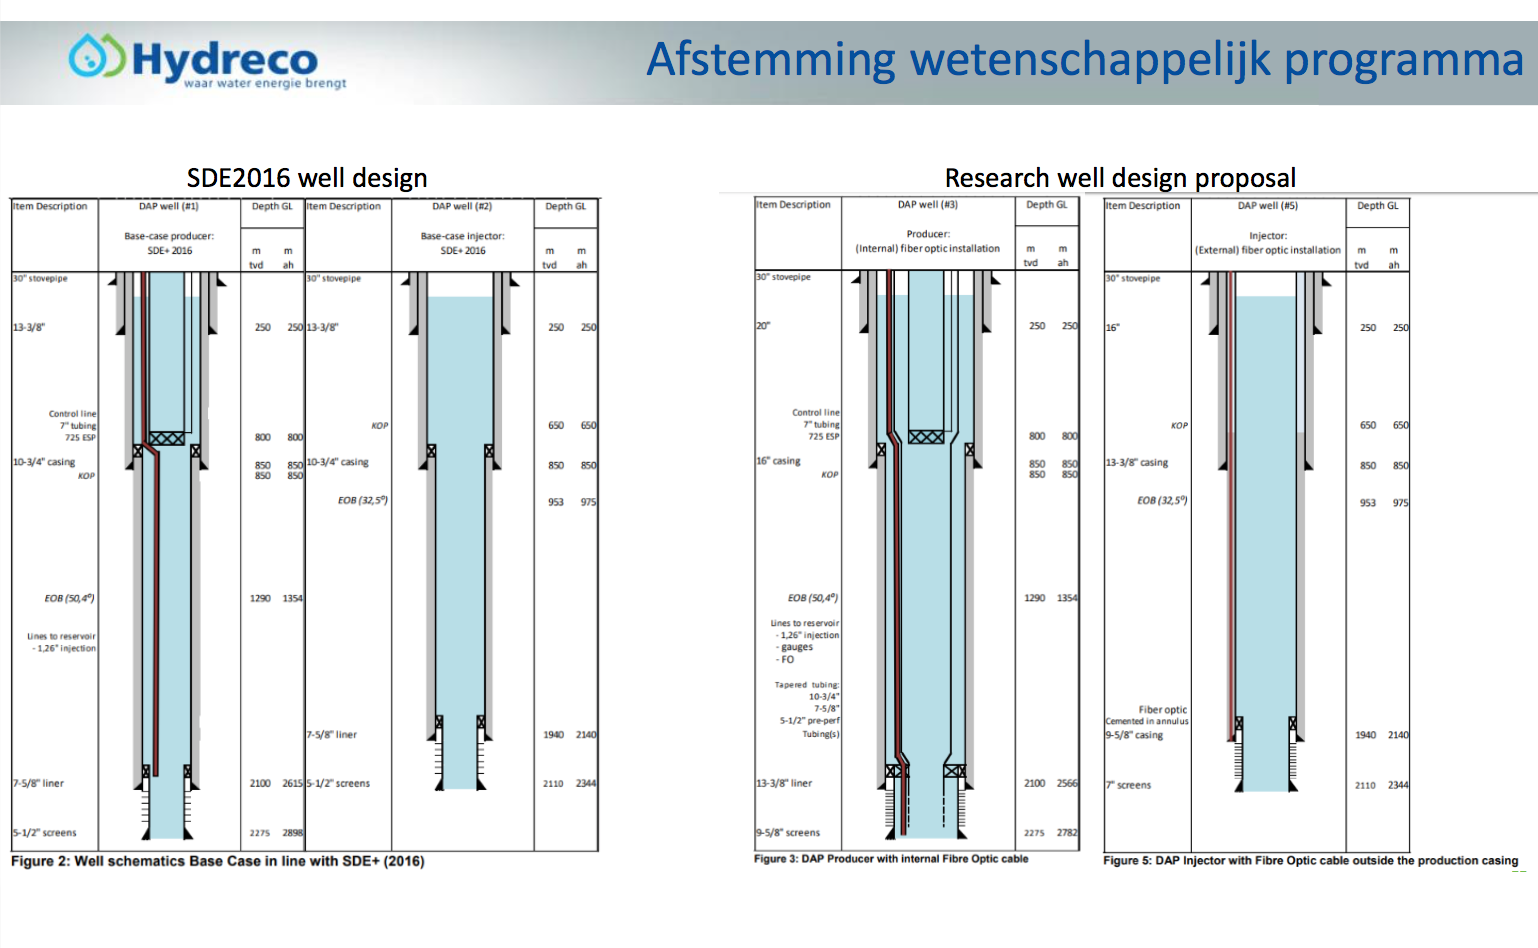 Hydreco
waar water energie brengt
Afstemming wetenschappelijk programma
SDE2016 well design
Item Description
DAP well (#1)
Depth GL
Base-case producer:
SDE+ 2016
m m
tvd ah
30" stovepipe
13-3/8" 250 250
Control line
7" tubing
725 ESP 800 800
10-3/4" casing 850 850
KOP 850 850
EOB (50,4º) 1290 1354
Lines to reservoir
- 1,26" injection
7-5/8" liner 2100 2615
5-1/2" screens 2275 2898
Item Description
DAP well (#2)
Depth GL
Base-case injector:
SDE+ 2016
m m
tvd ah
30" stovepipe
13-3/8" 250 250
KOP 650 650
10-3/4" casing 850 850
EOB (32,5º) 953 975
7-5/8" liner 1940 2140
5-1/2" screens 2110 2344
Figure 2: Well schematics Base Case in line with SDE+ (2016)
Research well design proposal
Item Description
DAP well (#3)
Depth GL
Producer:
(Internal) fiber optic installation
m m
tvd ah
30" stovepipe
20" 250 250
Control line
7" tubing
725 ESP 800 800
16" casing 850 850
KOP 850 850
EOB (50,4º) 1290 1354
Lines to reservoir
- 1,26" injection
- gauges
- FO
Tapered tubing:
10-3/4"
7-5/8"
5-1/2" pre-perf
Tubing(s)
13-3/8" liner 2100 2566
9-5/8" screens 2275 2782
Figure 3: DAP Producer with internal Fibre Optic cable
Item Description
DAP well (#5)
Depth GL
Injector:
(External) fiber optic installation
m m
tvd ah
30" stovepipe
16" 250 250
KOP 650 650
13-3/8" casing 850 850
EOB (32,5º) 953 975
Fiber optic
Cemented in annulus
9-5/8" casing 1940 2140
7" screens 2110 2344
Figure 5: DAP Injector with Fibre Optic cable outside the production casing